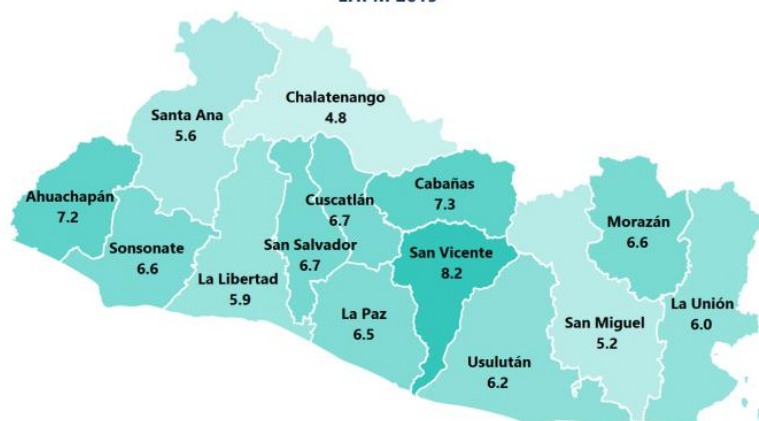 EHPM 2019
Chalatenango
4.8
Santa Ana
5.6
Ahuachapán
7.2
Cabañas
7.3
Cuscatlán
6.7
Morazán
6.6
Sonsonate
6.6
San Salvador
6.7
San Vicente
8.2
La Libertad
5.9
La Unión
6.0
La Paz
6.5
San Miguel
5.2
Usulután
6.2